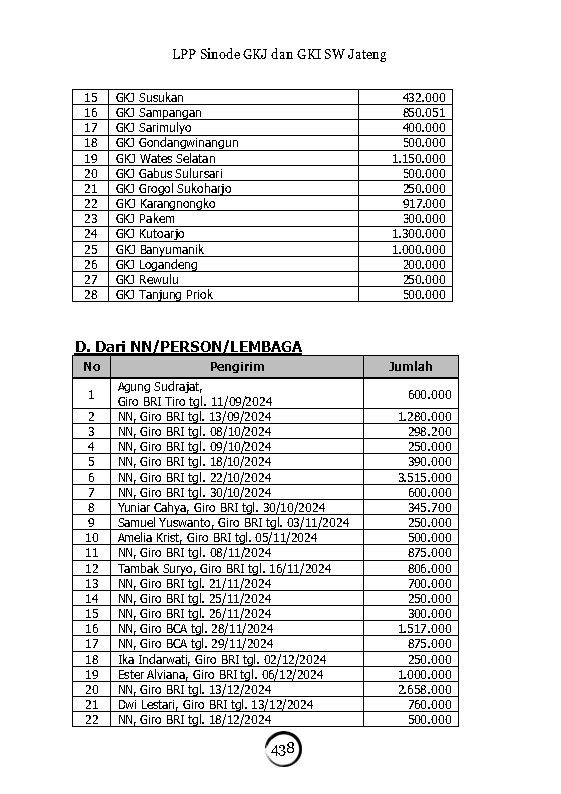 LPP Sinode GKJ dan GKI SW Jateng
15 GKJ Susukan 432.000
16 GKJ Sampangan 850.051
17 GKJ Sarimulyo 400.000
18 GKJ Gondangwinangun 500.000
19 GKJ Wates Selatan 1.150.000
20 GKJ Gabus Sulursari 500.000
21 GKJ Grogol Sukoharjo 250.000
22 GKJ Karangnongko 917.000
23 GKJ Pakem 300.000
24 GKJ Kutoarjo 1.300.000
25 GKJ Banyumanik 1.000.000
26 GKJ Logandeng 200.000
27 GKJ Rewulu 250.000
28 GKJ Tanjung Priok 500.000
D. Dari NN/PERSON/LEMBAGA
No Pengirim Jumlah
1 Agung Sudrajat,
Giro BRI Tiro tgl. 11/09/2024 600.000
2 NN, Giro BRI tgl. 13/09/2024 1.280.000
3 NN, Giro BRI tgl. 08/10/2024 298.200
4 NN, Giro BRI tgl. 09/10/2024 250.000
5 NN, Giro BRI tgl. 18/10/2024 390.000
6 NN, Giro BRI tgl. 22/10/2024 3.515.000
7 NN, Giro BRI tgl. 30/10/2024 600.000
8 Yuniar Cahya, Giro BRI tgl. 30/10/2024 345.700
9 Samuel Yuswanto, Giro BRI tgl. 03/11/2024 250.000
10 Amelia Krist, Giro BRI tgl. 05/11/2024 500.000
11 NN, Giro BRI tgl. 08/11/2024 875.000
12 Tambak Suryo, Giro BRI tgl. 16/11/2024 806.000
13 NN, Giro BRI tgl. 21/11/2024 700.000
14 NN, Giro BRI tgl. 25/11/2024 250.000
15 NN, Giro BRI tgl. 26/11/2024 300.000
16 NN, Giro BCA tgl. 28/11/2024 1.517.000
17 NN, Giro BCA tgl. 29/11/2024 875.000
18 Ika Indarwati, Giro BRI tgl. 02/12/2024 250.000
19 Ester Alviana, Giro BRI tgl. 06/12/2024 1.000.000
20 NN, Giro BRI tgl. 13/12/2024 2.658.000
21 Dwi Lestari, Giro BRI tgl. 13/12/2024 760.000
22 NN, Giro BRI tgl. 18/12/2024 500.000
438